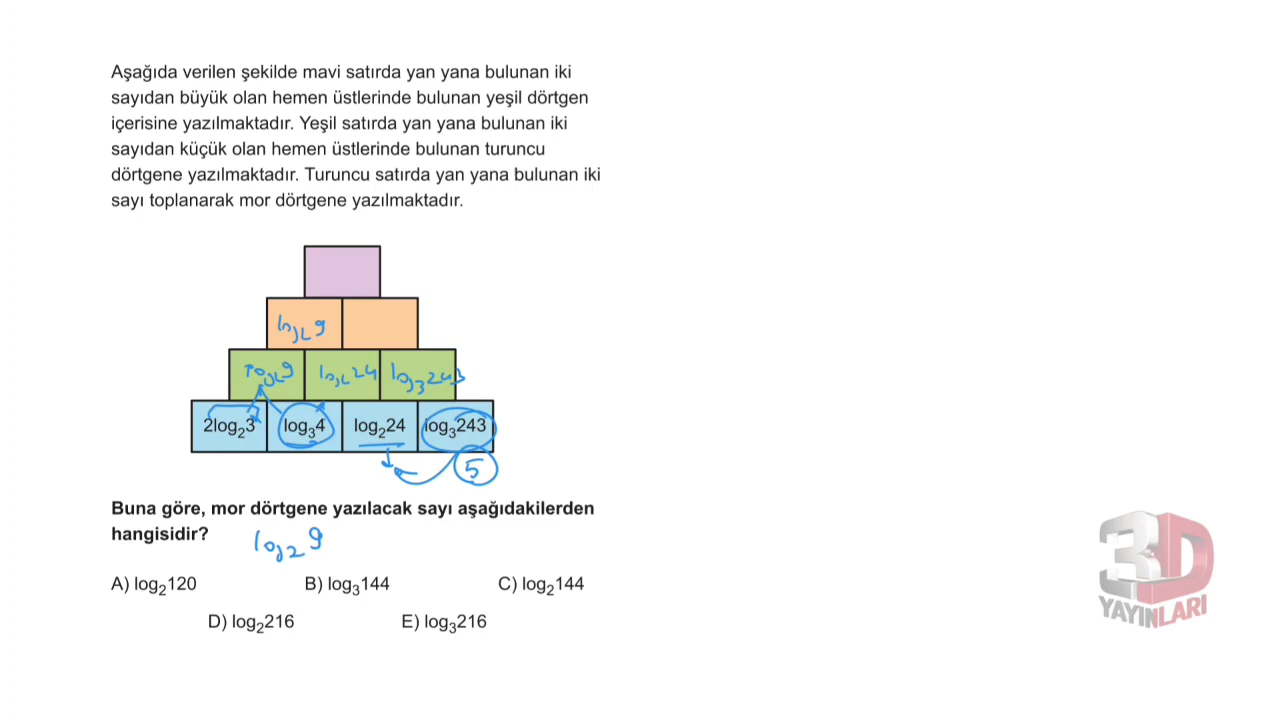 Aşağıda verilen şekilde mavi satırda yan yana bulunan iki
sayıdan büyük olan hemen üstlerinde bulunan yeşil dörtgen
içerisine yazılmaktadır. Yeşil satırda yan yana bulunan iki
sayıdan küçük olan hemen üstlerinde bulunan turuncu
dörtgene yazılmaktadır. Turuncu satırda yan yana bulunan iki
sayı toplanarak mor dörtgene yazılmaktadır.
log₂9
log₂9 log₂24 log₃243
2log₂3 log₃4 log₂24 log₃243
5
Buna göre, mor dörtgene yazılacak sayı aşağıdakilerden
hangisidir?
log₂9
A) log₂120 B) log₃144 C) log₂144
D) log₂216 E) log₃216
3D
YAYINLARI